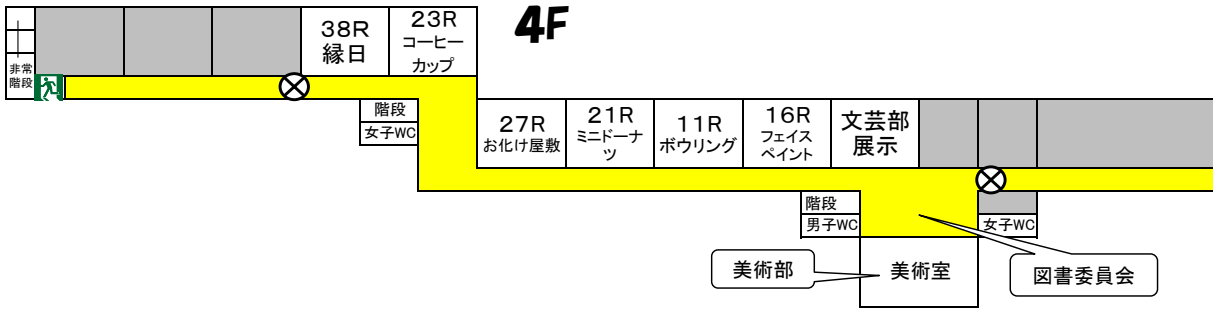 4F
38R
縁日
23R
コーヒー
カップ
非常
階段
階段
女子WC
27R
お化け屋敷
21R
ミニドーナ
ツ
11R
ボウリング
16R
フェイス
ペイント
文芸部
展示
階段
男子WC
女子WC
美術部
美術室
図書委員会